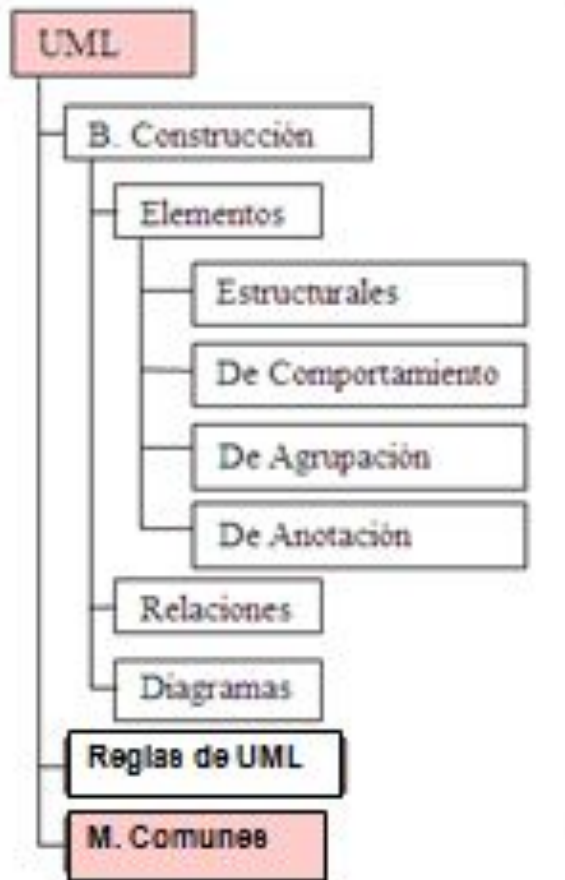 UML
B. Construcción
Elementos
Estructurales
De Comportamiento
De Agrupación
De Anotación
Relaciones
Diagramas
Reglas de UML
M. Comunes